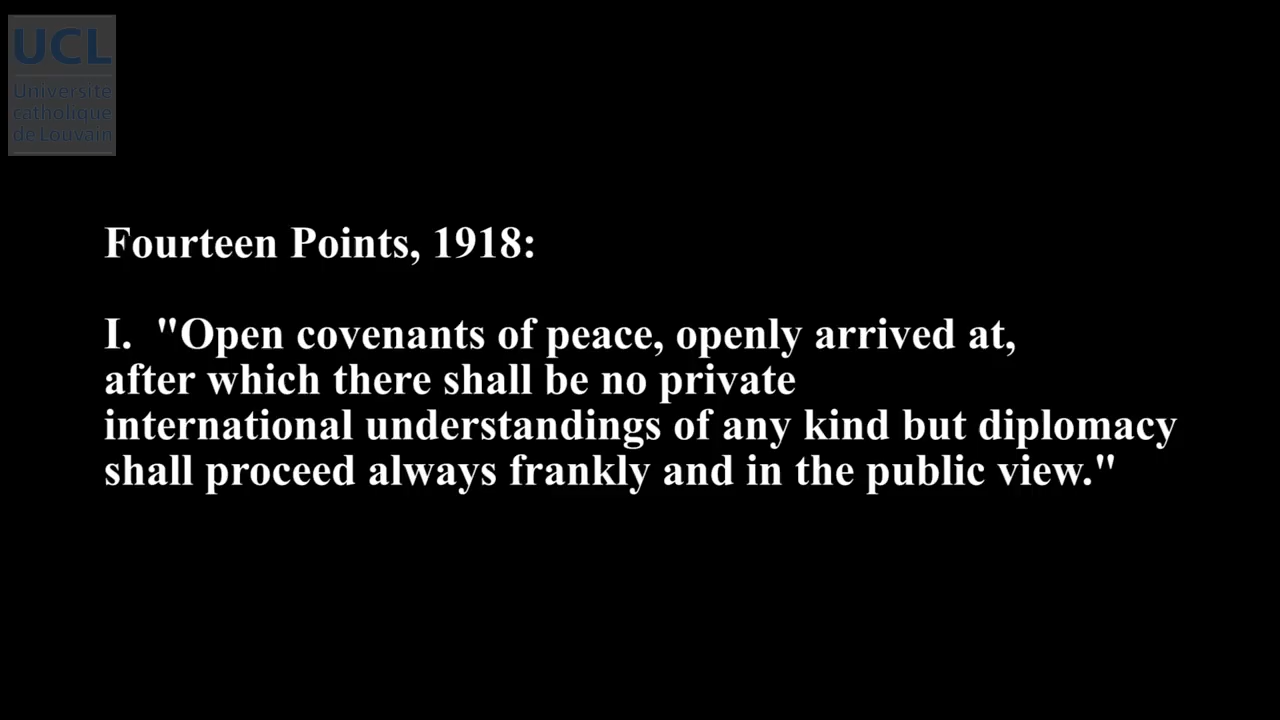 UCL
Université
catholique
de Louvain
Fourteen Points, 1918:
I. "Open covenants of peace, openly arrived at,
after which there shall be no private
international understandings of any kind but diplomacy
shall proceed always frankly and in the public view."